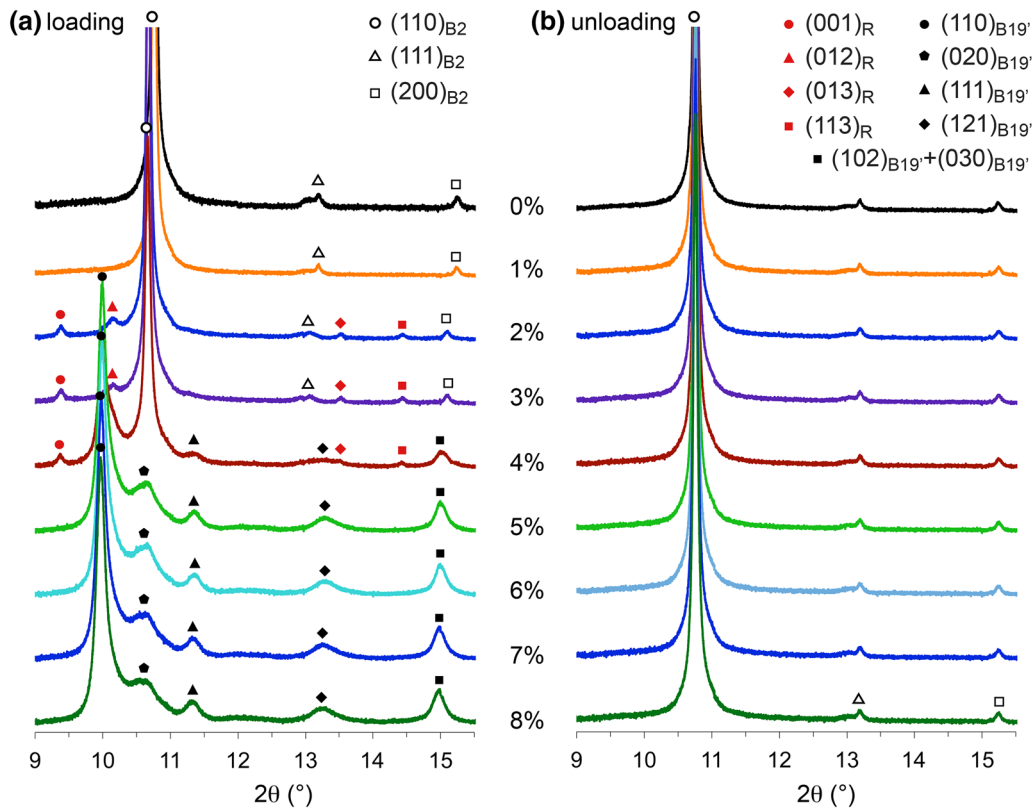 (a) loading
(110)B2
(111)B2
(200)B2
(b) unloading
(001)R
(012)R
(013)R
(113)R
(110)B19'
(020)B19'
(111)B19'
(121)B19'
(102)B19'+(030)B19'
0%
1%
2%
3%
4%
5%
6%
7%
8%
9 10 11 12 13 14 15
2θ (°)
9 10 11 12 13 14 15
2θ (°)